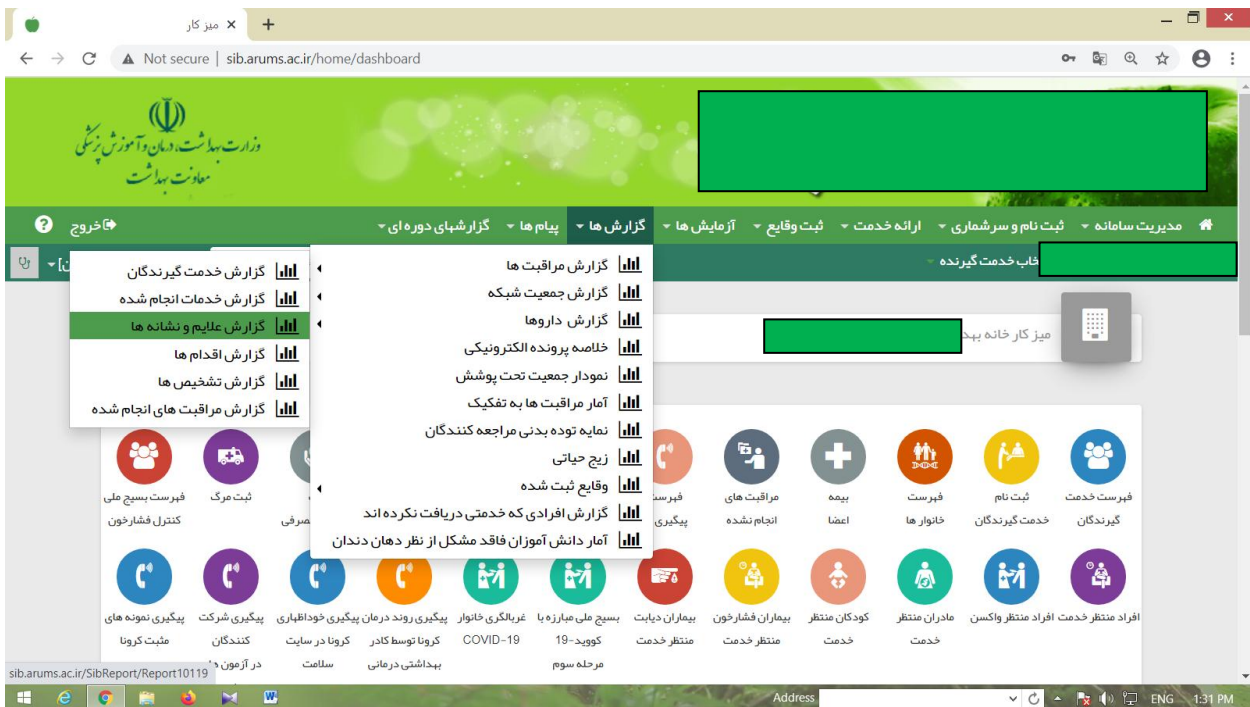 میز کار
Not secure | sib.arums.ac.ir/home/dashboard
وزارت بهداشت، درمان و آموزش پزشکی
معاونت بهداشت
مدیریت سامانه
ثبت نام و سرشماری
ارائه خدمت
ثبت وقایع
آزمایش ها
گزارش ها
پیام ها
گزارشهای دوره ای
خروج
خاب خدمت گیرنده
گزارش مراقبت ها
گزارش جمعیت شبکه
گزارش داروها
خلاصه پرونده الکترونیکی
نمودار جمعیت تحت پوشش
آمار مراقبت ها به تفکیک
نمایه توده بدنی مراجعه کنندگان
زیج حیاتی
وقایع ثبت شده
گزارش افرادی که خدمتی دریافت نکرده اند
آمار دانش آموزان فاقد مشکل از نظر دهان دندان
گزارش خدمت گیرندگان
گزارش خدمات انجام شده
گزارش علایم و نشانه ها
گزارش اقدام ها
گزارش تشخیص ها
گزارش مراقبت های انجام شده
میز کار خانه بهد
فهرست خدمت
گیرندگان
ثبت نام
خدمت گیرندگان
فهرست
خانوار ها
بیمه
اعضا
مراقبت های
انجام نشده
پیگیری
ثبت مرگ
فهرست بسیج ملی
کنترل فشارخون
افراد منتظر خدمت
افراد منتظر واکسن
مادران منتظر
خدمت
کودکان منتظر
خدمت
بیماران فشارخون
منتظر خدمت
بیماران دیابت
منتظر خدمت
بسیج ملی مبارزه با
کووید-19
مرحله سوم
غربالگری خانوار
COVID-19
پیگیری روند درمان
کرونا توسط کادر
بهداشتی درمانی
پیگیری خوداظهاری
کرونا در سایت
سلامت
پیگیری شرکت
کنندگان
در آزمون
پیگیری نمونه های
مثبت کرونا
sib.arums.ac.ir/SibReport/Report10119
Address
ENG
1:31 PM